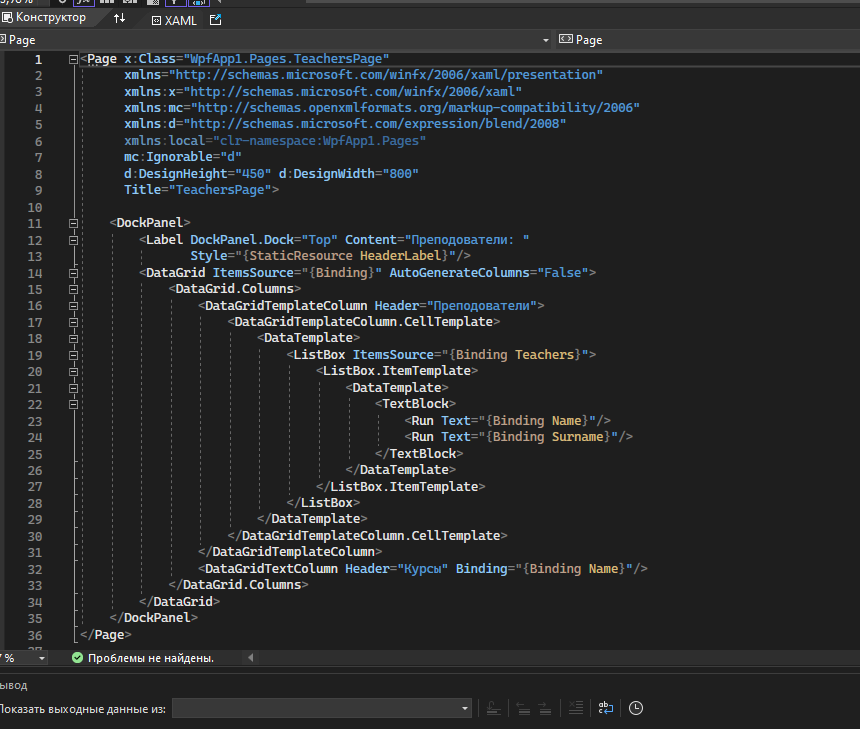 Конструктор
XAML
Page
Page
1 <Page x:Class="WpfApp1.Pages.TeachersPage"
2 xmlns="http://schemas.microsoft.com/winfx/2006/xaml/presentation"
3 xmlns:x="http://schemas.microsoft.com/winfx/2006/xaml"
4 xmlns:mc="http://schemas.openxmlformats.org/markup-compatibility/2006"
5 xmlns:d="http://schemas.microsoft.com/expression/blend/2008"
6 xmlns:local="clr-namespace:WpfApp1.Pages"
7 mc:Ignorable="d"
8 d:DesignHeight="450" d:DesignWidth="800"
9 Title="TeachersPage">
10
11 <DockPanel>
12 <Label DockPanel.Dock="Top" Content="Преподователи: "
13 Style="{StaticResource HeaderLabel}"/>
14 <DataGrid ItemsSource="{Binding}" AutoGenerateColumns="False">
15 <DataGrid.Columns>
16 <DataGridTemplateColumn Header="Преподователи">
17 <DataGridTemplateColumn.CellTemplate>
18 <DataTemplate>
19 <ListBox ItemsSource="{Binding Teachers}">
20 <ListBox.ItemTemplate>
21 <DataTemplate>
22 <TextBlock>
23 <Run Text="{Binding Name}"/>
24 <Run Text="{Binding Surname}"/>
25 </TextBlock>
26 </DataTemplate>
27 </ListBox.ItemTemplate>
28 </ListBox>
29 </DataTemplate>
30 </DataGridTemplateColumn.CellTemplate>
31 </DataGridTemplateColumn>
32 <DataGridTextColumn Header="Курсы" Binding="{Binding Name}"/>
33 </DataGrid.Columns>
34 </DataGrid>
35 </DockPanel>
36 </Page>
% Проблемы не найдены.
ывод
Показать выходные данные из: